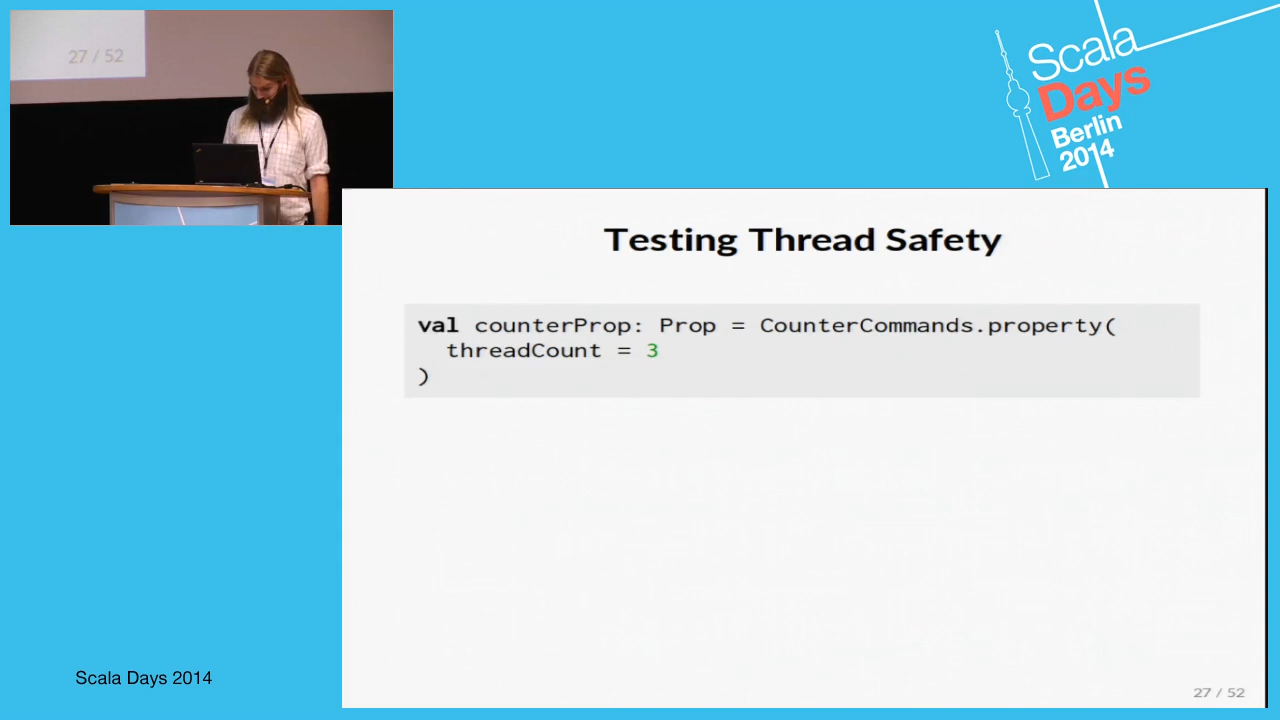 27 / 52
Scala
Days
Berlin
2014
Testing Thread Safety
val counterProp: Prop = CounterCommands.property(
  threadCount = 3
)
Scala Days 2014
27 / 52